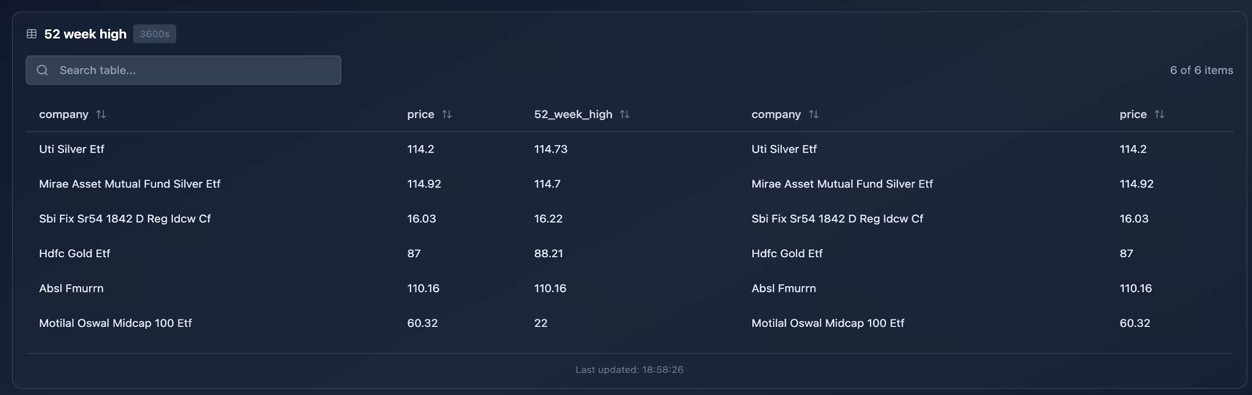 52 week high 3600s
Search table...
6 of 6 items
company price 52_week_high company price
Uti Silver Etf 114.2 114.73 Uti Silver Etf 114.2
Mirae Asset Mutual Fund Silver Etf 114.92 114.7 Mirae Asset Mutual Fund Silver Etf 114.92
Sbi Fix Sr54 1842 D Reg Idcw Cf 16.03 16.22 Sbi Fix Sr54 1842 D Reg Idcw Cf 16.03
Hdfc Gold Etf 87 88.21 Hdfc Gold Etf 87
Absl Fmurrn 110.16 110.16 Absl Fmurrn 110.16
Motilal Oswal Midcap 100 Etf 60.32 22 Motilal Oswal Midcap 100 Etf 60.32
Last updated: 18:58:26